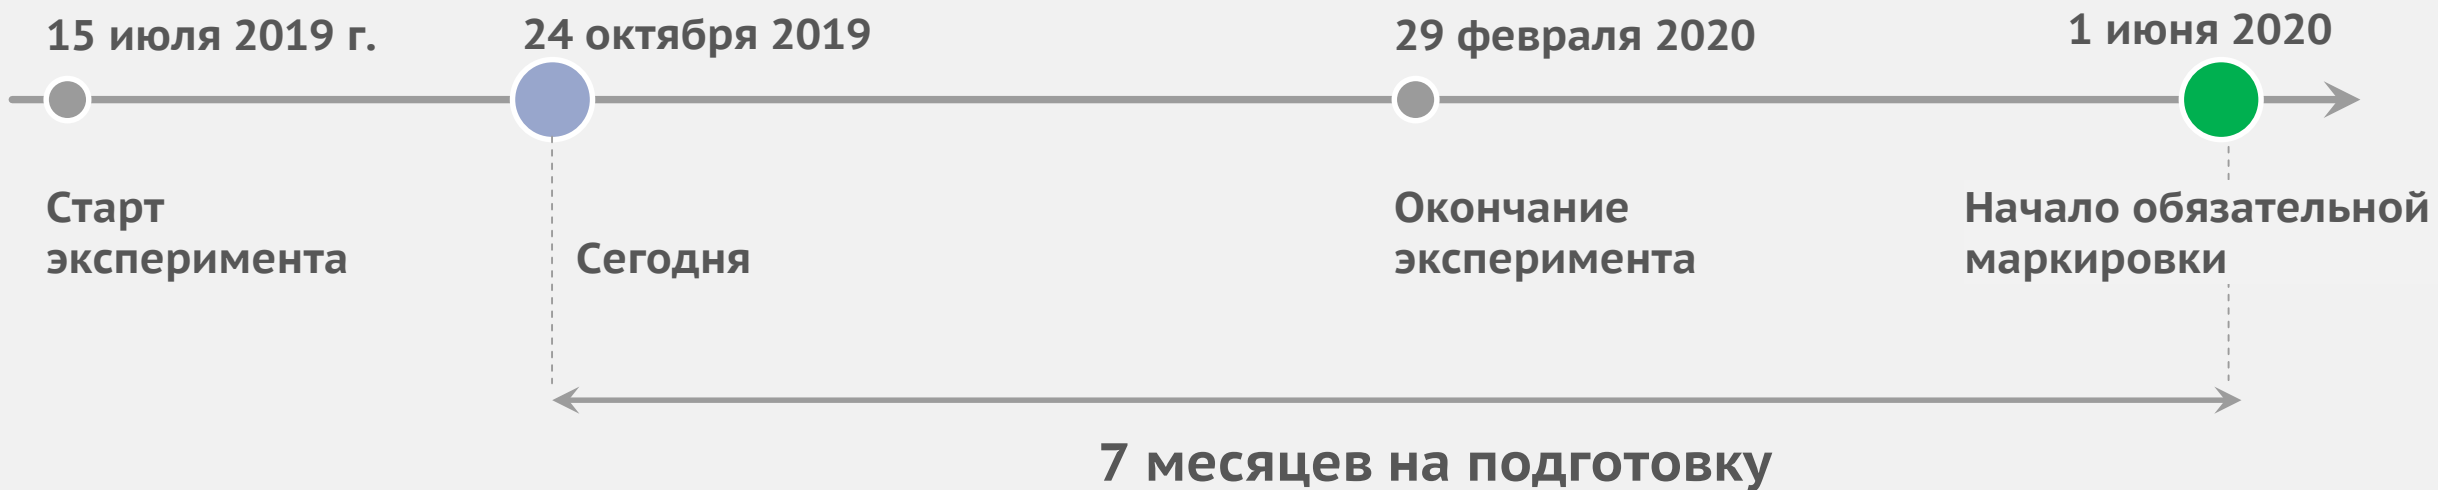 15 июля 2019 г.
24 октября 2019
29 февраля 2020
1 июня 2020
Старт
эксперимента
Сегодня
Окончание
эксперимента
Начало обязательной
маркировки
7 месяцев на подготовку